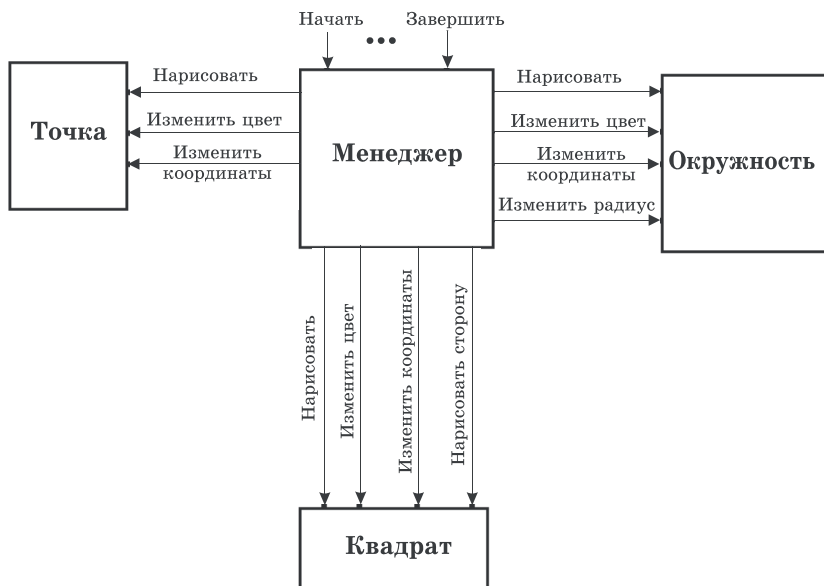 Начать ••• Завершить
Нарисовать
Изменить цвет
Изменить
координаты
Точка
Менеджер
Нарисовать
Изменить цвет
Изменить
координаты
Изменить радиус
Окружность
Нарисовать
Изменить цвет
Изменить координаты
Нарисовать сторону
Квадрат